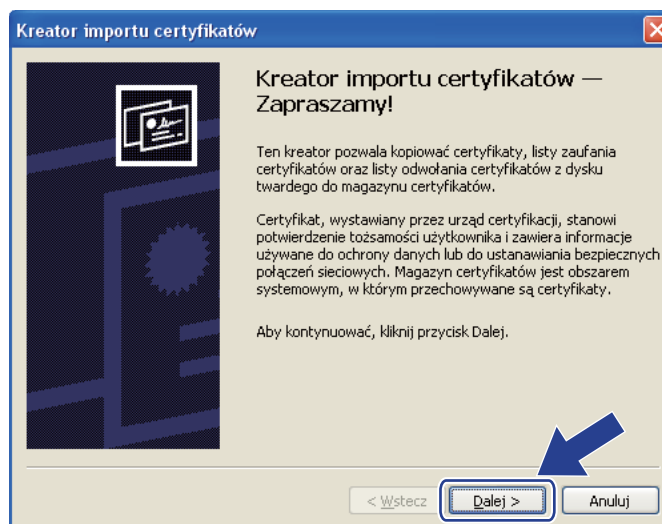 Kreator importu certyfikatów
Kreator importu certyfikatów —
Zapraszamy!
Ten kreator pozwala kopiować certyfikaty, listy zaufania
certyfikatów oraz listy odwołania certyfikatów z dysku
twardego do magazynu certyfikatów.
Certyfikat, wystawiany przez urząd certyfikacji, stanowi
potwierdzenie tożsamości użytkownika i zawiera informacje
używane do ochrony danych lub do ustanawiania bezpiecznych
połączeń sieciowych. Magazyn certyfikatów jest obszarem
systemowym, w którym przechowywane są certyfikaty.
Aby kontynuować, kliknij przycisk Dalej.
< Wstecz Dalej > Anuluj